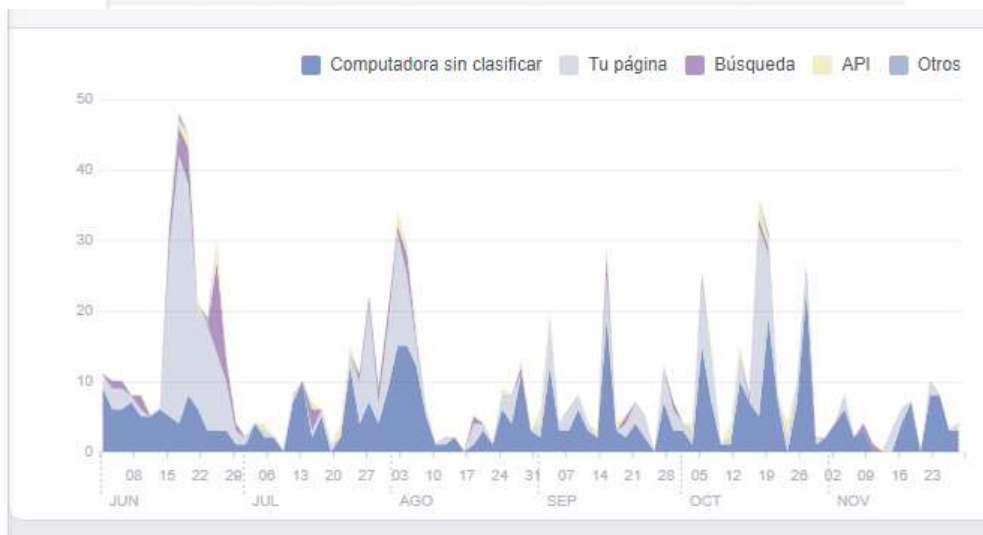 Computadora sin clasificar Tu página Búsqueda API Otros
50
40
30
20
10
0
08 15 22 29 06 13 20 27 03 10 17 24 31 07 14 21 28 05 12 19 26 02 09 16 23
JUN JUL AGO SEP OCT NOV